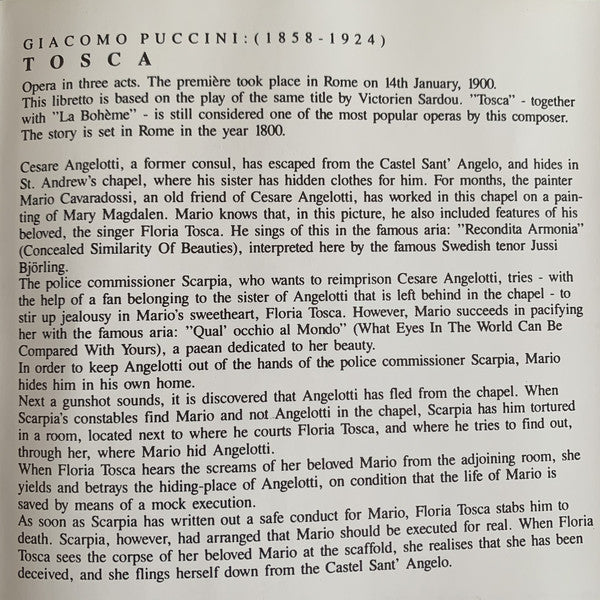 GIACOMO PUCCINI:(1858-1924)
TOSCA
Opera in three acts. The première took place in Rome on 14th January, 1900.
This libretto is based on the play of the same title by Victorien Sardou. "Tosca" - together
with "La Bohème" - is still considered one of the most popular operas by this composer.
The story is set in Rome in the year 1800.
Cesare Angelotti, a former consul, has escaped from the Castel Sant' Angelo, and hides in
St. Andrew's chapel, where his sister has hidden clothes for him. For months, the painter
Mario Cavaradossi, an old friend of Cesare Angelotti, has worked in this chapel on a pain-
ting of Mary Magdalen. Mario knows that, in this picture, he also included features of his
beloved, the singer Floria Tosca. He sings of this in the famous aria: "Recondita Armonia"
(Concealed Similarity Of Beauties), interpreted here by the famous Swedish tenor Jussi
Björling.
The police commissioner Scarpia, who wants to reimprison Cesare Angelotti, tries - with
the help of a fan belonging to the sister of Angelotti that is left behind in the chapel - to
stir up jealousy in Mario's sweetheart, Floria Tosca. However, Mario succeeds in pacifying
her with the famous aria: "Qual' occhio al Mondo" (What Eyes In The World Can Be
Compared With Yours), a paean dedicated to her beauty.
In order to keep Angelotti out of the hands of the police commissioner Scarpia, Mario
hides him in his own home.
Next a gunshot sounds, it is discovered that Angelotti has fled from the chapel. When
Scarpia's constables find Mario and not Angelotti in the chapel, Scarpia has him tortured
in a room, located next to where he courts Floria Tosca, and where he tries to find out,
through her, where Mario hid Angelotti.
When Floria Tosca hears the screams of her beloved Mario from the adjoining room, she
yields and betrays the hiding-place of Angelotti, on condition that the life of Mario is
saved by means of a mock execution.
As soon as Scarpia has written out a safe conduct for Mario, Floria Tosca stabs him to
death. Scarpia, however, had arranged that Mario should be executed for real. When Floria
Tosca sees the corpse of her beloved Mario at the scaffold, she realises that she has been
deceived, and she flings herself down from the Castel Sant' Angelo.